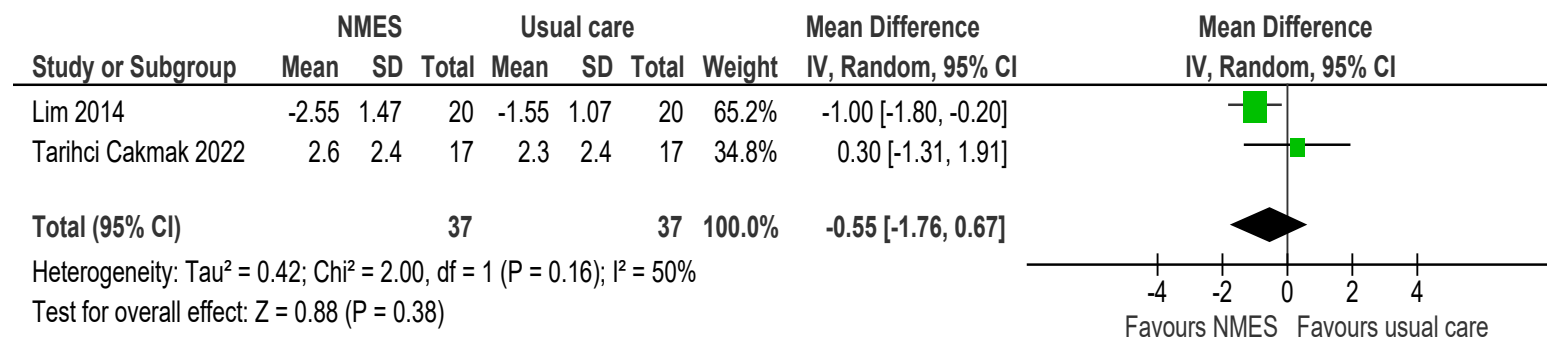 NMES Usual care Mean Difference Mean Difference
Study or Subgroup Mean SD Total Mean SD Total Weight IV, Random, 95% CI IV, Random, 95% CI
Lim 2014 -2.55 1.47 20 -1.55 1.07 20 65.2% -1.00 [-1.80, -0.20]
Tarihci Cakmak 2022 2.6 2.4 17 2.3 2.4 17 34.8% 0.30 [-1.31, 1.91]
Total (95% CI) 37 37 100.0% -0.55 [-1.76, 0.67]
Heterogeneity: Tau² = 0.42; Chi² = 2.00, df = 1 (P = 0.16); I² = 50%
Test for overall effect: Z = 0.88 (P = 0.38)
-4 -2 0 2 4
Favours NMES Favours usual care